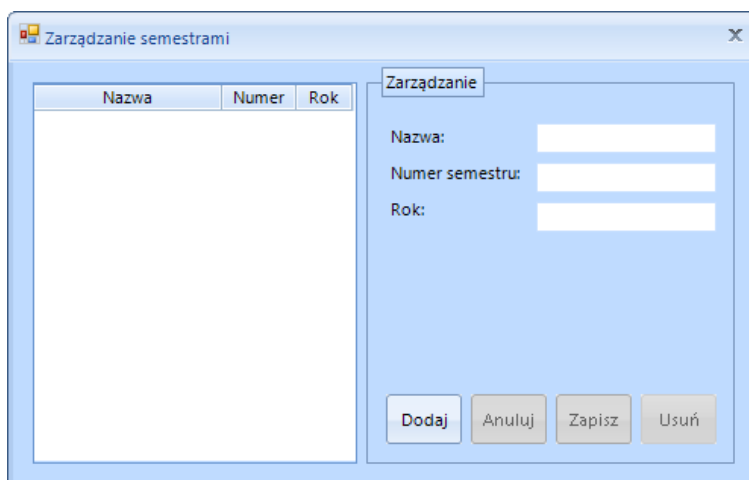 Zarządzanie semestrami
Nazwa Numer Rok
Zarządzanie
Nazwa:
Numer semestru:
Rok:
Dodaj Anuluj Zapisz Usuń